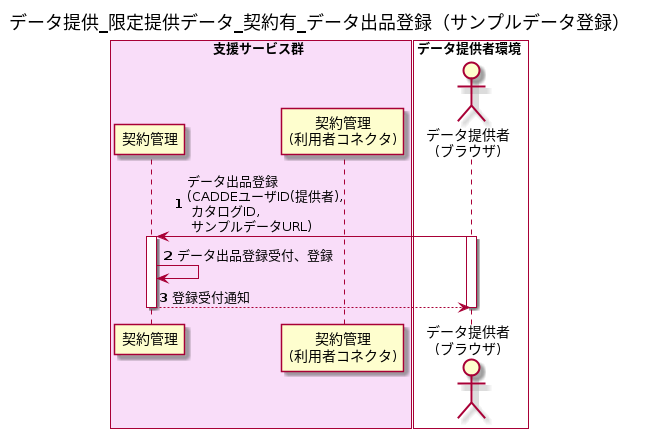 データ提供_限定提供データ_契約有_データ出品登録（サンプルデータ登録）
支援サービス群
データ提供者環境
契約管理
契約管理
(利用者コネクタ)
データ提供者
（ブラウザ）
1 データ出品登録
(CADDEユーザID(提供者),
カタログID,
サンプルデータURL)
2 データ出品登録受付、登録
3 登録受付通知
契約管理
契約管理
(利用者コネクタ)
データ提供者
（ブラウザ）